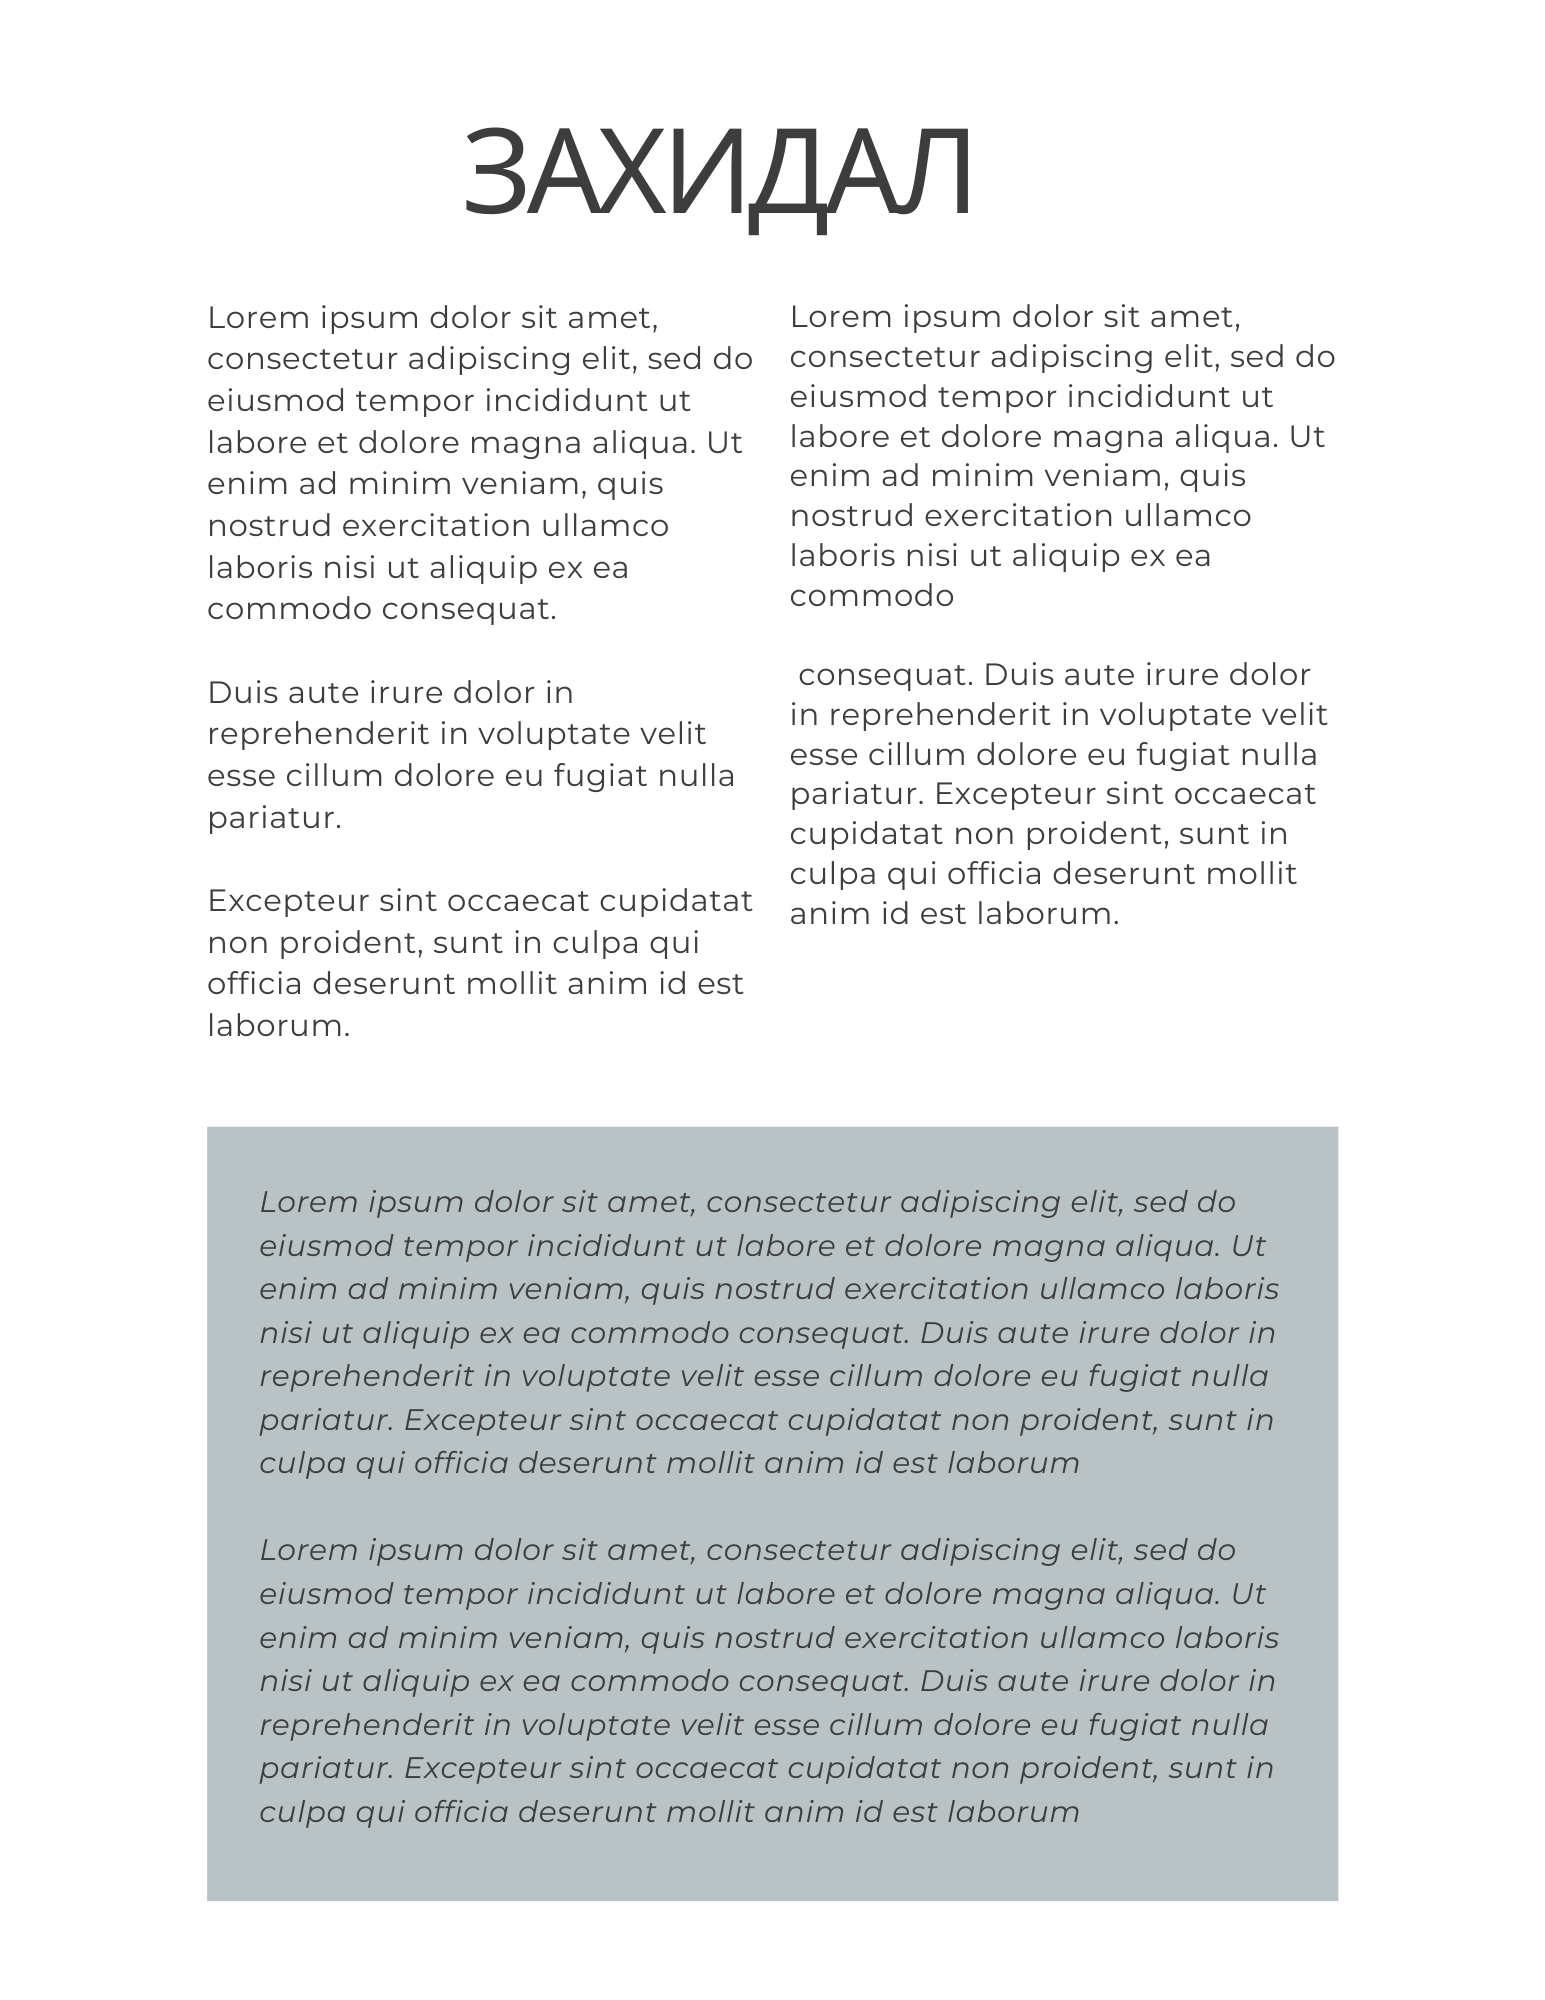 ЗАХИДАЛ
Lorem ipsum dolor sit amet,
consectetur adipiscing elit, sed do
eiusmod tempor incididunt ut
labore et dolore magna aliqua. Ut
enim ad minim veniam, quis
nostrud exercitation ullamco
laboris nisi ut aliquip ex ea
commodo consequat.
Duis aute irure dolor in
reprehenderit in voluptate velit
esse cillum dolore eu fugiat nulla
pariatur.
Excepteur sint occaecat cupidatat
non proident, sunt in culpa qui
officia deserunt mollit anim id est
laborum.
Lorem ipsum dolor sit amet,
consectetur adipiscing elit, sed do
eiusmod tempor incididunt ut
labore et dolore magna aliqua. Ut
enim ad minim veniam, quis
nostrud exercitation ullamco
laboris nisi ut aliquip ex ea
commodo
consequat. Duis aute irure dolor
in reprehenderit in voluptate velit
esse cillum dolore eu fugiat nulla
pariatur. Excepteur sint occaecat
cupidatat non proident, sunt in
culpa qui officia deserunt mollit
anim id est laborum.
Lorem ipsum dolor sit amet, consectetur adipiscing elit, sed do
eiusmod tempor incididunt ut labore et dolore magna aliqua. Ut
enim ad minim veniam, quis nostrud exercitation ullamco laboris
nisi ut aliquip ex ea commodo consequat. Duis aute irure dolor in
reprehenderit in voluptate velit esse cillum dolore eu fugiat nulla
pariatur. Excepteur sint occaecat cupidatat non proident, sunt in
culpa qui officia deserunt mollit anim id est laborum
Lorem ipsum dolor sit amet, consectetur adipiscing elit, sed do
eiusmod tempor incididunt ut labore et dolore magna aliqua. Ut
enim ad minim veniam, quis nostrud exercitation ullamco laboris
nisi ut aliquip ex ea commodo consequat. Duis aute irure dolor in
reprehenderit in voluptate velit esse cillum dolore eu fugiat nulla
pariatur. Excepteur sint occaecat cupidatat non proident, sunt in
culpa qui officia deserunt mollit anim id est laborum